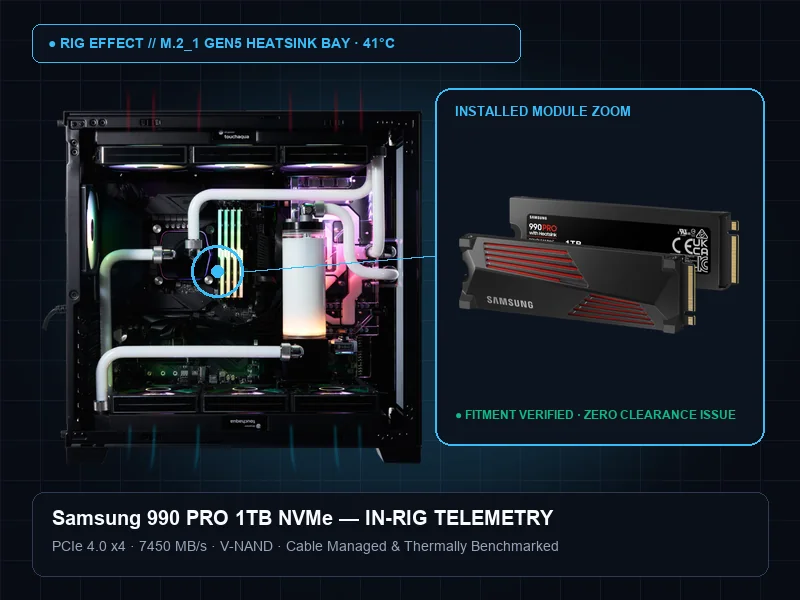 ● RIG EFFECT // M.2_1 GEN5 HEATSINK BAY · 41°C
INSTALLED MODULE ZOOM
touchaqua
SAMSUNG
990PRO
with Heatsink
1TB
SAMSUNG
● FITMENT VERIFIED · ZERO CLEARANCE ISSUE
touchaqua
Samsung 990 PRO 1TB NVMe — IN-RIG TELEMETRY
PCIe 4.0 x4 · 7450 MB/s · V-NAND · Cable Managed & Thermally Benchmarked